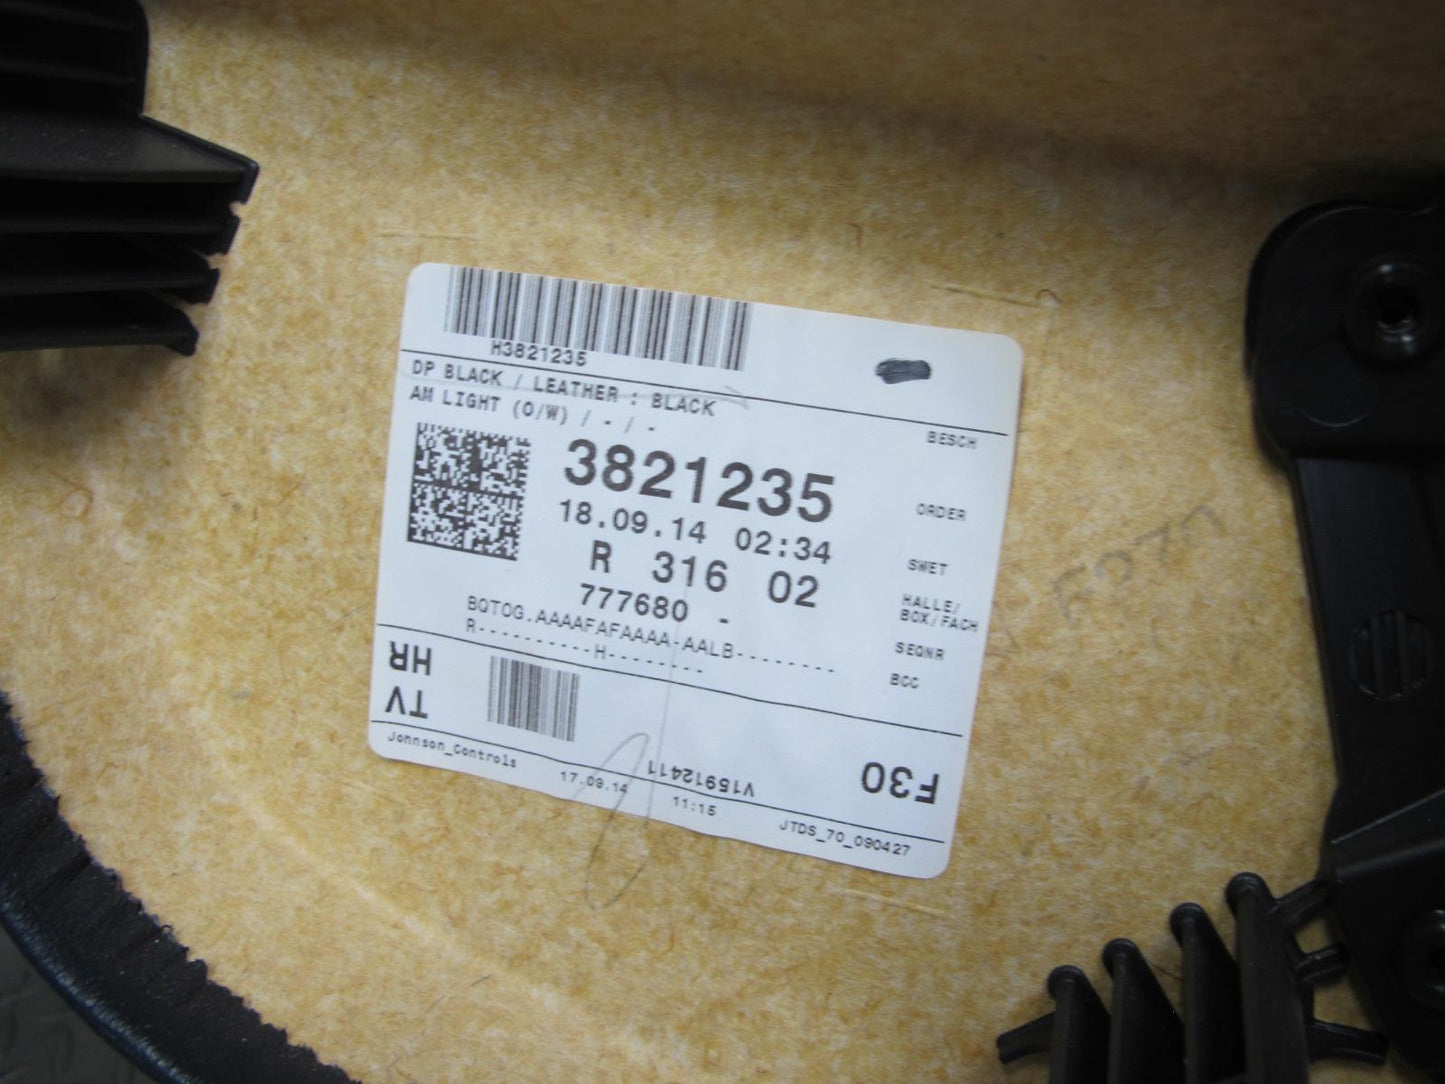 H3821235
DP BLACK / LEATHER : BLACK
AM LIGHT (O/W) / - / -
BESCH
3821235
ORDER
18.09.14 02:34
SWET
R 316 02
HALLE/
BOX/FACH
777680 -
SEQNR
BQTOG.AAAAFAFAAAA-AALB--------
BCC
R----------H--------
HR
TV
V15912411
F30
Johnson_Controls 17.09.14 11:15 JTDS_70_090427